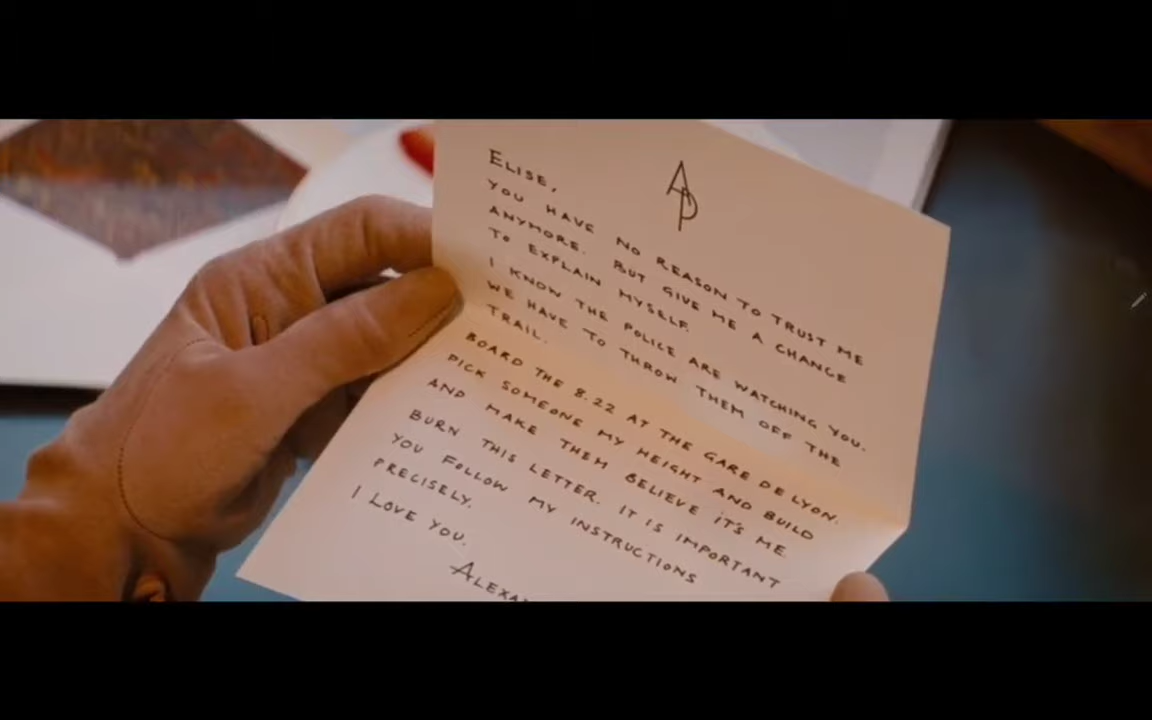 AP
ELISE,
YOU HAVE NO REASON TO TRUST ME
ANYMORE. BUT GIVE ME A CHANCE
TO EXPLAIN MYSELF.
I KNOW THE POLICE ARE WATCHING YOU.
WE HAVE TO THROW THEM OFF THE
TRAIL.
BOARD THE 8.22 AT THE GARE DE LYON.
PICK SOMEONE MY HEIGHT AND BUILD
AND MAKE THEM BELIEVE IT'S ME.
BURN THIS LETTER. IT IS IMPORTANT
YOU FOLLOW MY INSTRUCTIONS
PRECISELY.
I LOVE YOU.